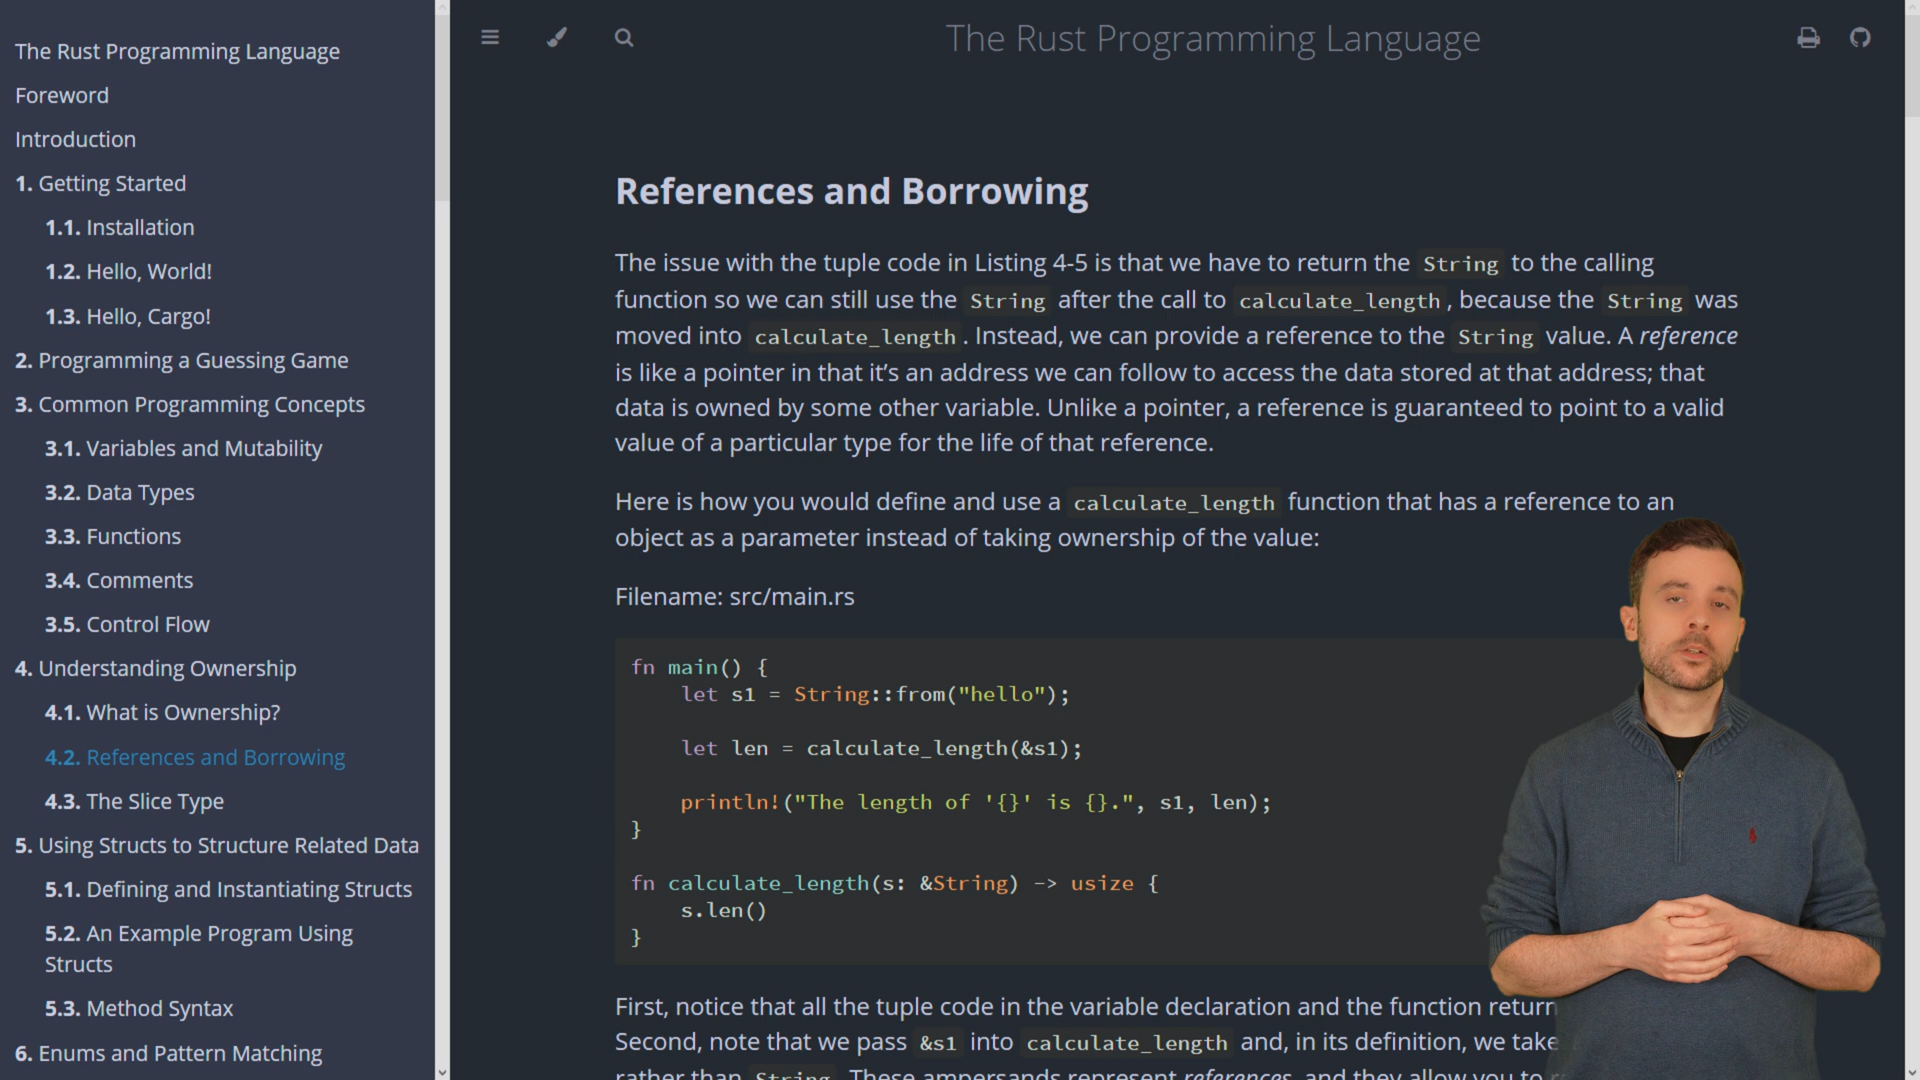 The Rust Programming Language
Foreword
Introduction
1. Getting Started
1.1. Installation
1.2. Hello, World!
1.3. Hello, Cargo!
2. Programming a Guessing Game
3. Common Programming Concepts
3.1. Variables and Mutability
3.2. Data Types
3.3. Functions
3.4. Comments
3.5. Control Flow
4. Understanding Ownership
4.1. What is Ownership?
4.2. References and Borrowing
4.3. The Slice Type
5. Using Structs to Structure Related Data
5.1. Defining and Instantiating Structs
5.2. An Example Program Using
Structs
5.3. Method Syntax
6. Enums and Pattern Matching
The Rust Programming Language
References and Borrowing
The issue with the tuple code in Listing 4-5 is that we have to return the String to the calling
function so we can still use the String after the call to calculate_length, because the String was
moved into calculate_length. Instead, we can provide a reference to the String value. A reference
is like a pointer in that it’s an address we can follow to access the data stored at that address; that
data is owned by some other variable. Unlike a pointer, a reference is guaranteed to point to a valid
value of a particular type for the life of that reference.
Here is how you would define and use a calculate_length function that has a reference to an
object as a parameter instead of taking ownership of the value:
Filename: src/main.rs
fn main() {
    let s1 = String::from("hello");
    let len = calculate_length(&s1);
    println!("The length of '{}' is {}.", s1, len);
}
fn calculate_length(s: &String) -> usize {
    s.len()
}
First, notice that all the tuple code in the variable declaration and the function return
Second, note that we pass &s1 into calculate_length and, in its definition, we take
rather than String. These ampersands represent references, and they allow you to